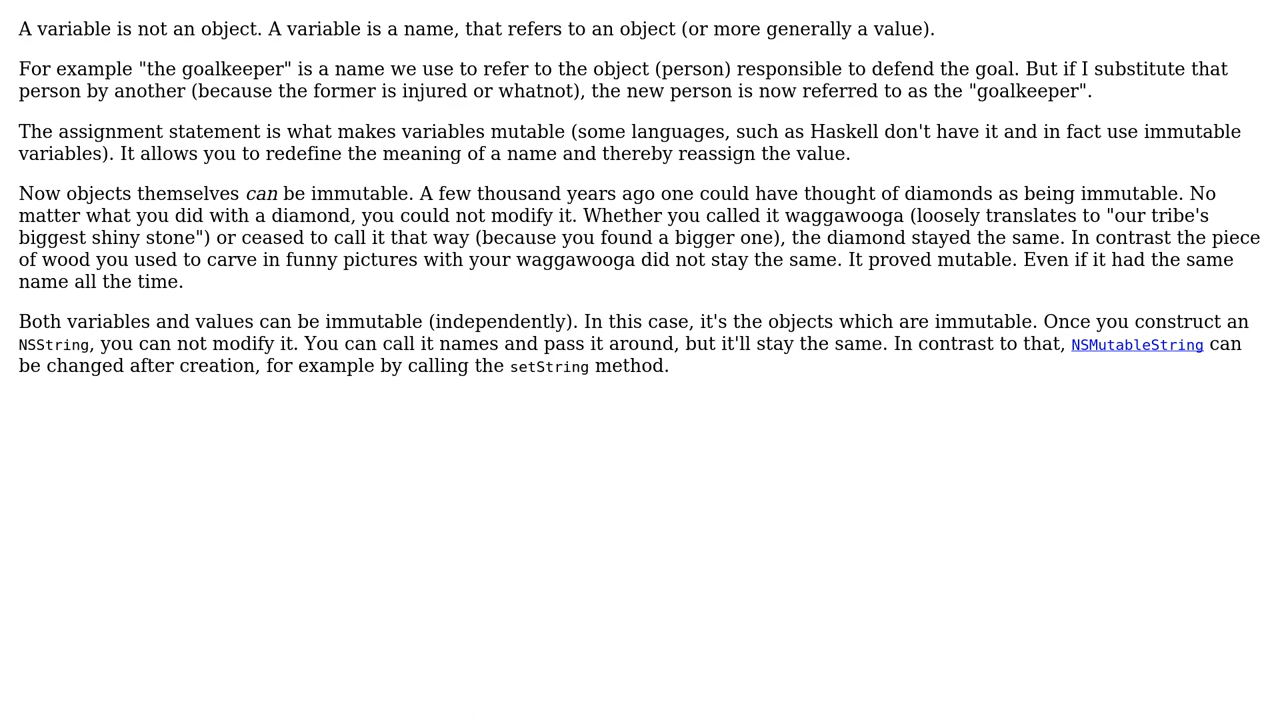 A variable is not an object. A variable is a name, that refers to an object (or more generally a value).
For example "the goalkeeper" is a name we use to refer to the object (person) responsible to defend the goal. But if I substitute that
person by another (because the former is injured or whatnot), the new person is now referred to as the "goalkeeper".
The assignment statement is what makes variables mutable (some languages, such as Haskell don't have it and in fact use immutable
variables). It allows you to redefine the meaning of a name and thereby reassign the value.
Now objects themselves can be immutable. A few thousand years ago one could have thought of diamonds as being immutable. No
matter what you did with a diamond, you could not modify it. Whether you called it waggawooga (loosely translates to "our tribe's
biggest shiny stone") or ceased to call it that way (because you found a bigger one), the diamond stayed the same. In contrast the piece
of wood you used to carve in funny pictures with your waggawooga did not stay the same. It proved mutable. Even if it had the same
name all the time.
Both variables and values can be immutable (independently). In this case, it's the objects which are immutable. Once you construct an
NSString, you can not modify it. You can call it names and pass it around, but it'll stay the same. In contrast to that, NSMutableString can
be changed after creation, for example by calling the setString method.